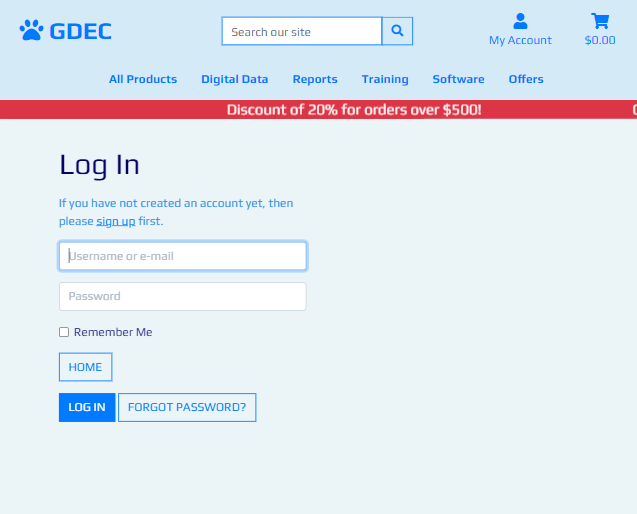 GDEC
Search our site
My Account
$0.00
All Products
Digital Data
Reports
Training
Software
Offers
Discount of 20% for orders over $500!
Log In
If you have not created an account yet, then
please sign up first.
Username or e-mail
Password
Remember Me
HOME
LOG IN
FORGOT PASSWORD?